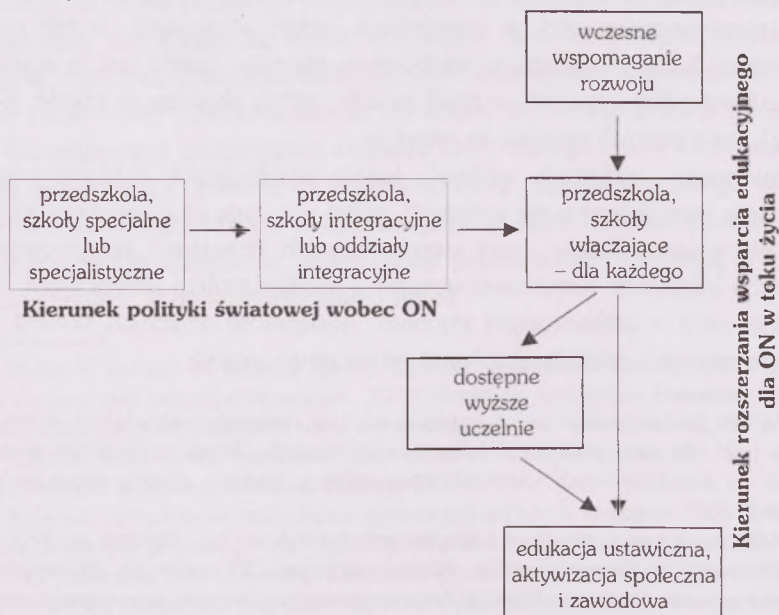 wczesne
wspomaganie
rozwoju
przedszkola,
szkoły specjalne
lub
specjalistyczne
przedszkola,
szkoły integracyjne
lub oddziały
integracyjne
przedszkola,
szkoły
włączające
– dla każdego
Kierunek polityki światowej wobec ON
dostępne
wyższe
uczelnie
edukacja ustawiczna,
aktywizacja społeczna
i zawodowa
Kierunek rozszerzania wsparcia edukacyjnego
dia ON w toku życia